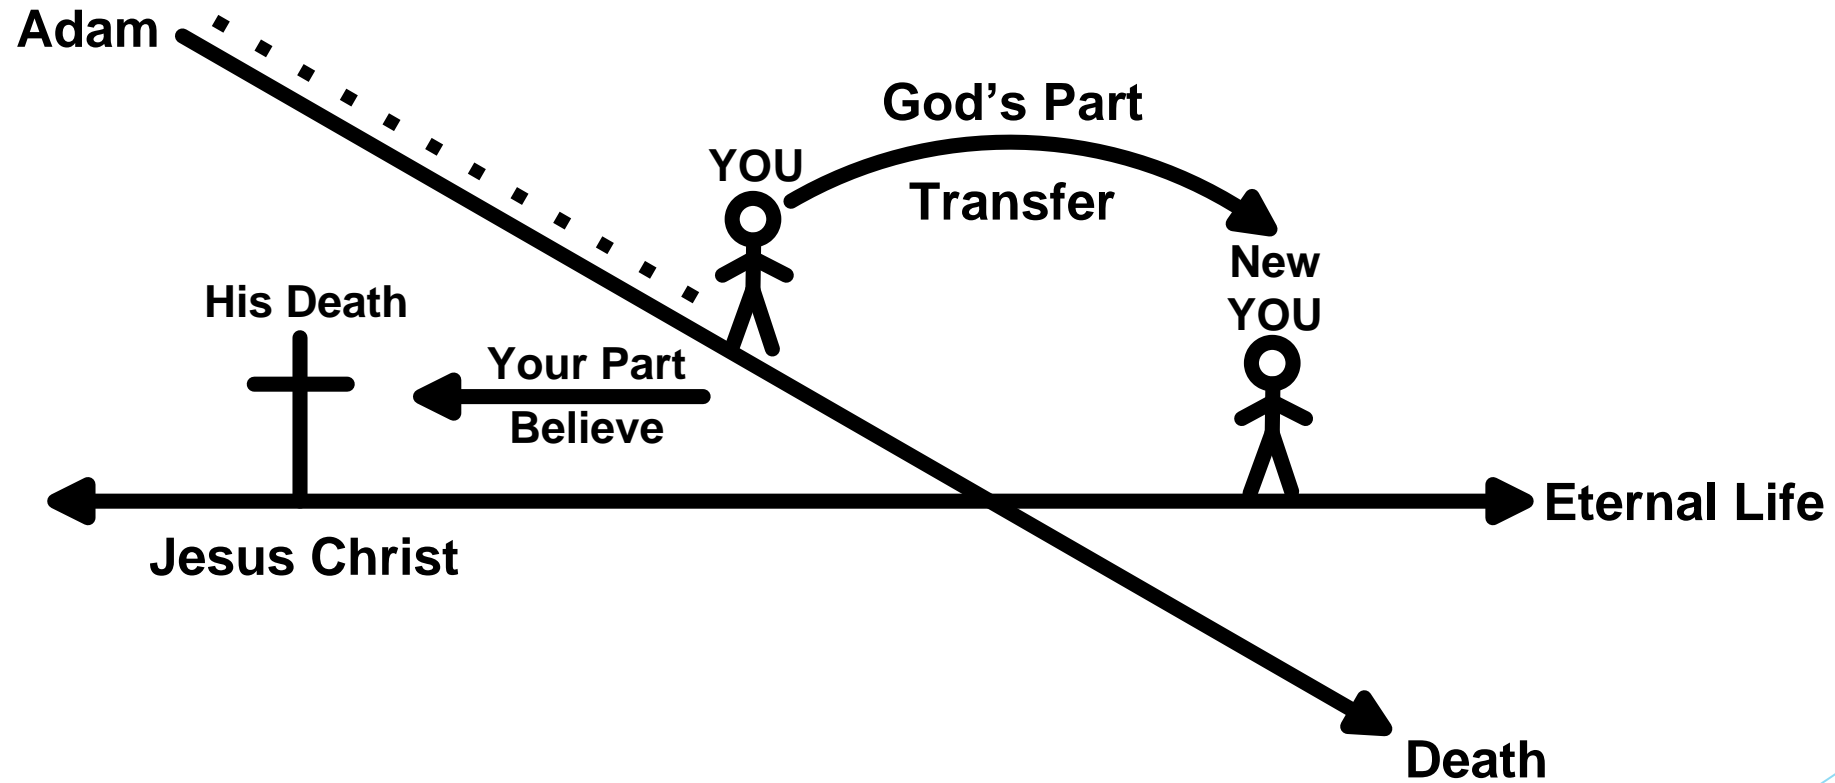 Adam
God’s Part
YOU
Transfer
New
YOU
His Death
Your Part
Believe
Eternal Life
Jesus Christ
Death